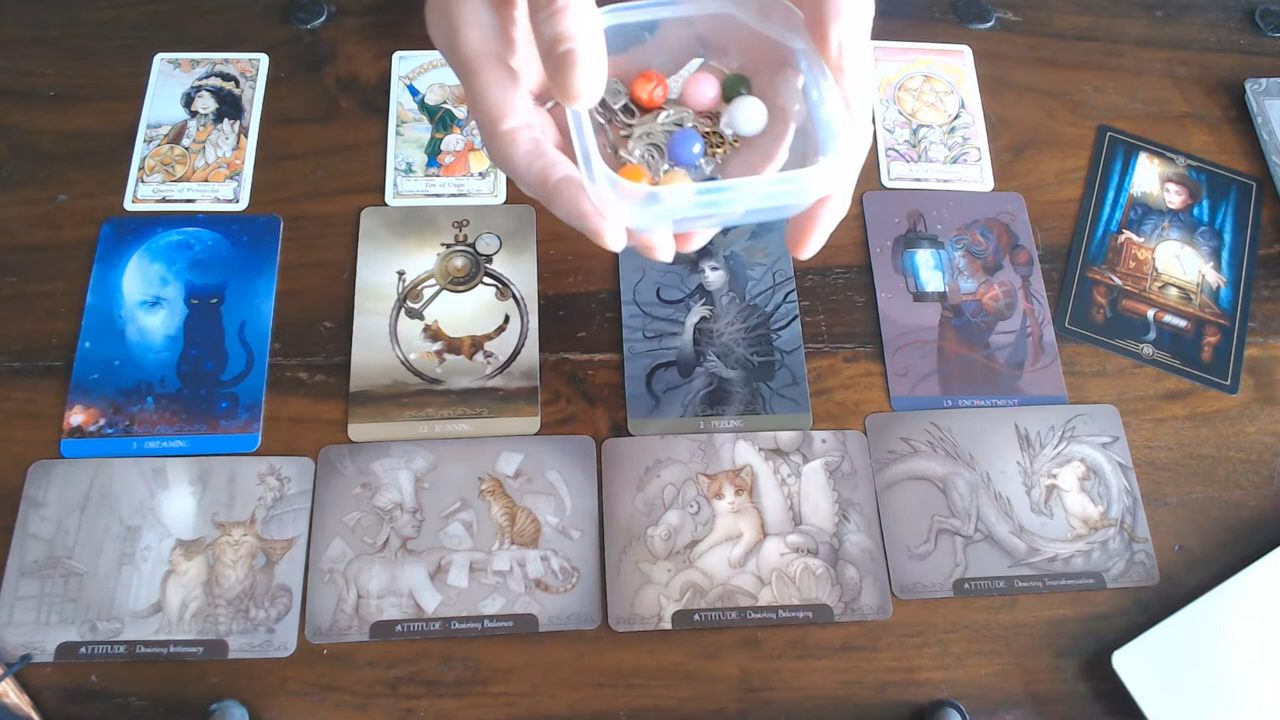 Queen of Pentacles
Ten of Cups
3 · DREAMING
12 · RUNNING
2 · FEELING
15 · ENCHANTMENT
ATTITUDE - Desiring Intimacy
ATTITUDE - Desiring Balance
ATTITUDE - Desiring Belonging
ATTITUDE - Desiring Transformation